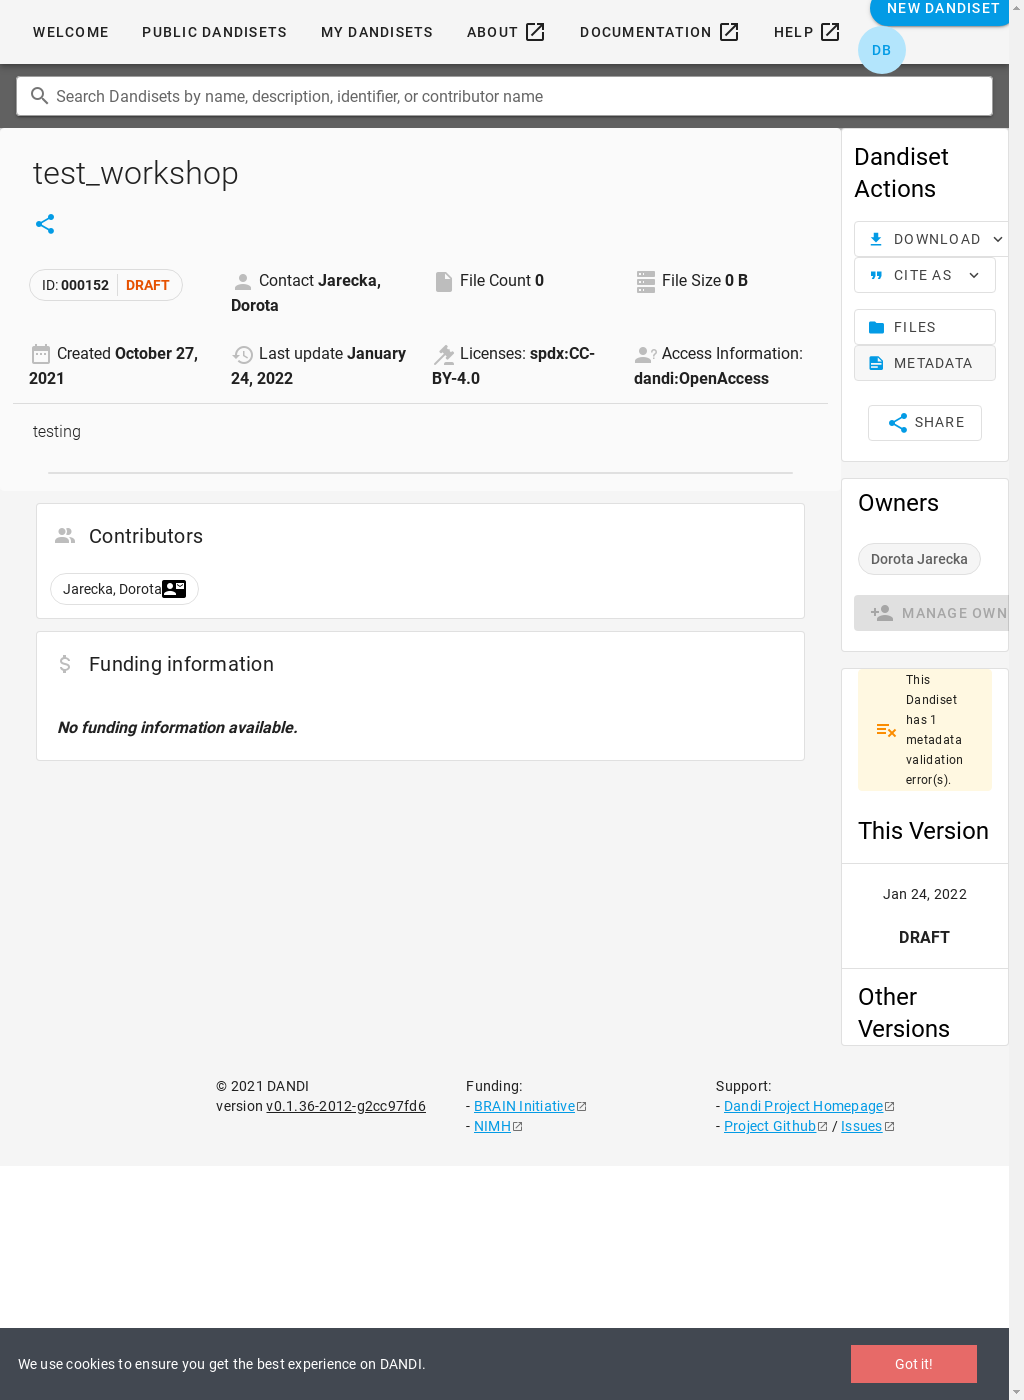 WELCOME
PUBLIC DANDISETS
MY DANDISETS
ABOUT
DOCUMENTATION
HELP
NEW DANDISET
DB
Search Dandisets by name, description, identifier, or contributor name
test_workshop
ID: 000152 DRAFT
Contact Jarecka,
Dorota
File Count 0
File Size 0 B
Created October 27,
2021
Last update January
24, 2022
Licenses: spdx:CC-
BY-4.0
Access Information:
dandi:OpenAccess
testing
Contributors
Jarecka, Dorota
Funding information
No funding information available.
Dandiset
Actions
DOWNLOAD
CITE AS
FILES
METADATA
SHARE
Owners
Dorota Jarecka
MANAGE OWN
This
Dandiset
has 1
metadata
validation
error(s).
This Version
Jan 24, 2022
DRAFT
Other
Versions
© 2021 DANDI
version v0.1.36-2012-g2cc97fd6
Funding:
- BRAIN Initiative
- NIMH
Support:
- Dandi Project Homepage
- Project Github / Issues
We use cookies to ensure you get the best experience on DANDI.
Got it!